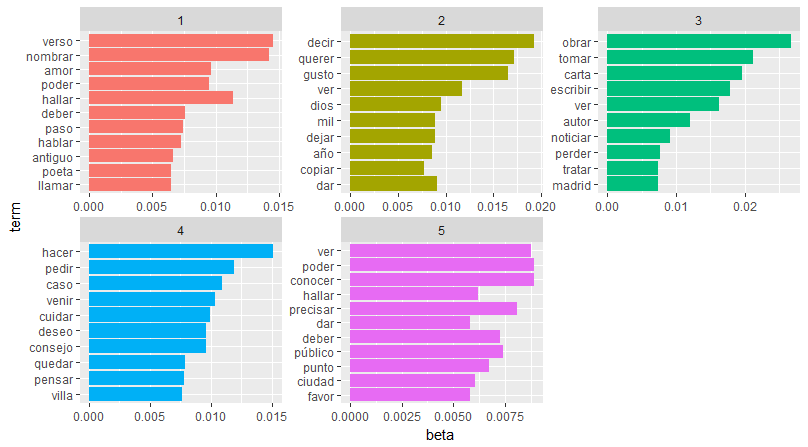 1
verso
nombrar
amor
poder
hallar
deber
paso
hablar
antiguo
poeta
llamar
0.000 0.005 0.010 0.015
2
decir
querer
gusto
ver
dios
mil
dejar
año
copiar
dar
0.000 0.005 0.010 0.015 0.020
3
obrar
tomar
carta
escribir
ver
autor
noticiar
perder
tratar
madrid
0.00 0.01 0.02
4
hacer
pedir
caso
venir
cuidar
deseo
consejo
quedar
pensar
villa
0.000 0.005 0.010 0.015
5
ver
poder
conocer
hallar
precisar
dar
deber
público
punto
ciudad
favor
0.0000 0.0025 0.0050 0.0075
term
beta